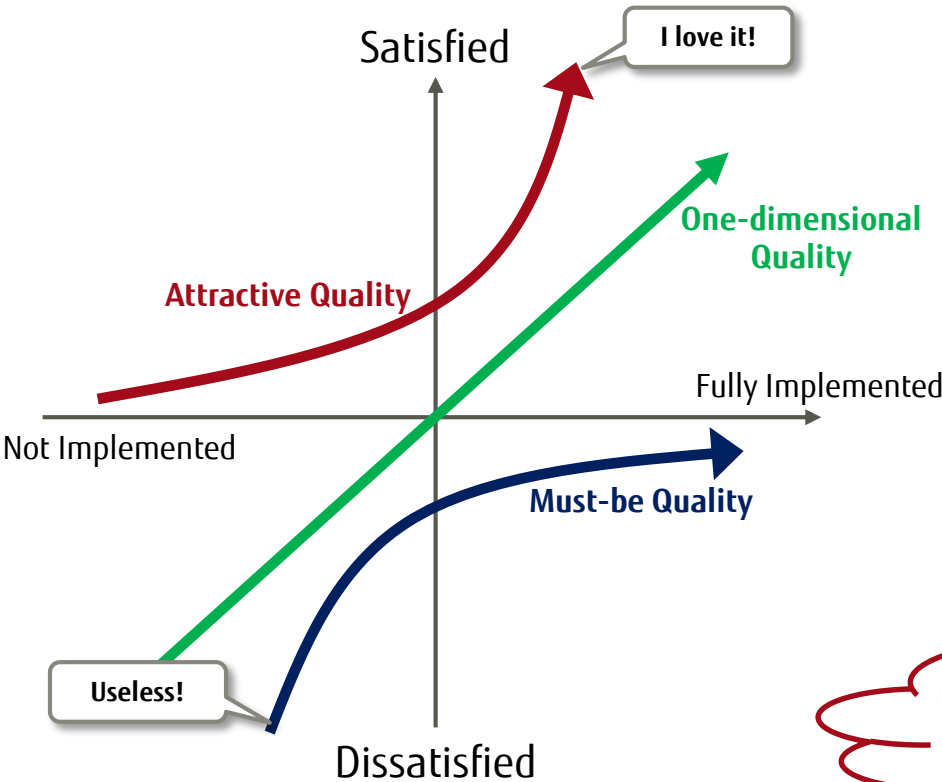 I love it!
Satisfied
One-dimensional
Quality
Attractive Quality
Fully Implemented
Not Implemented
Must-be Quality
Useless!
Dissatisfied